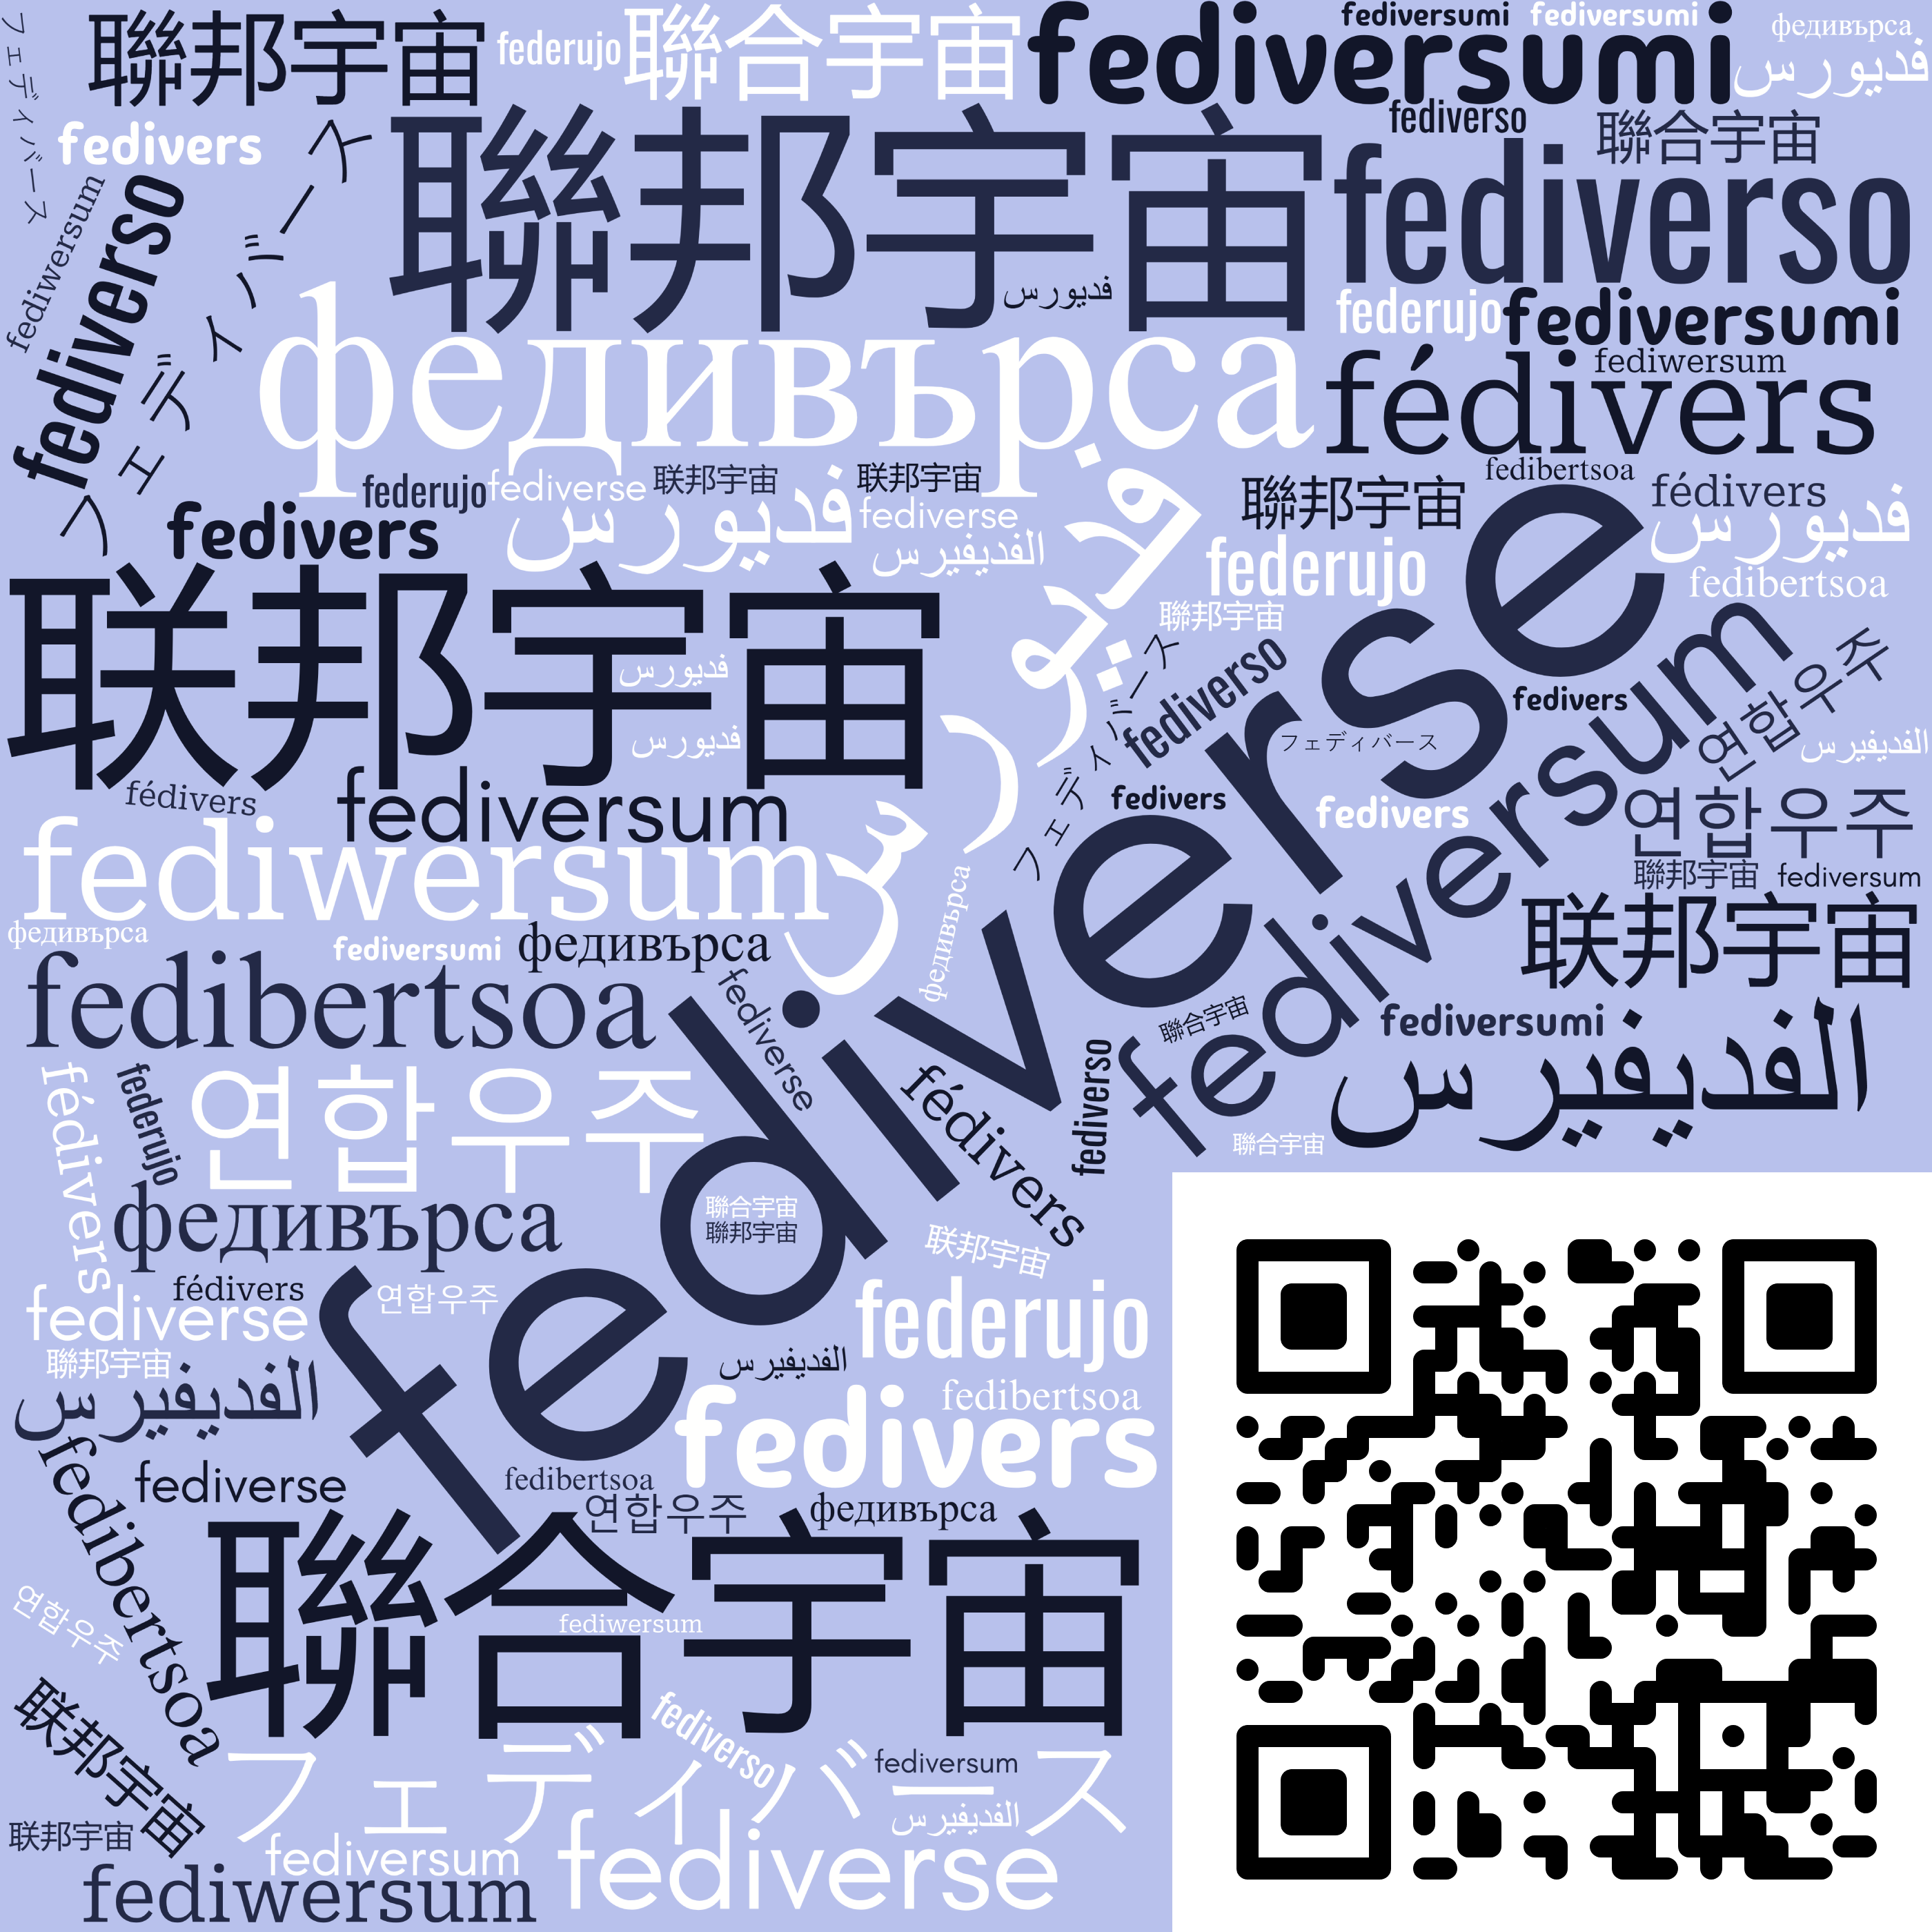 フェディバース
聯邦宇宙
federujo
聯合宇宙
fediversumi
fediversumi
fediversumi
федивърса
فديورس
fedivers
fediverso
聯合宇宙
fediwersum
fediverso
フェディバース
聯邦宇宙
fediverso
فديورس
federujo
fediversumi
федивърса
fédivers
fediwersum
fedibertsoa
federujo
fediverse
联邦宇宙
联邦宇宙
فديورس
fediverse
الفديفيرس
聯邦宇宙
fédivers
فديورس
fedivers
federujo
fedibertsoa
联邦宇宙
فديورس
فديورس
فديورس
聯邦宇宙
フェディバース
fediverso
fediverse
フェディバース
fedivers
fediversum
연합우주
الفديفيرس
fédivers
fediversum
fedivers
fedivers
연합우주
fediwersum
федивърса
聯邦宇宙
fediversum
联邦宇宙
федивърса
fediversumi
федивърса
fedibertsoa
fediverse
聯合宇宙
fediversumi
الفديفيرس
fédivers
federujo
연합우주
fédivers
fediverso
聯合宇宙
федивърса
聯合宇宙
聯邦宇宙
联邦宇宙
fédivers
fediverse
연합우주
federujo
聯邦宇宙
الفديفيرس
الفديفيرس
fedibertsoa
fedivers
fedibertsoa
fediverse
fedibertsoa
연합우주
федивърса
聯合宇宙
fediwersum
연합우주
联邦宇宙
fediverso
フェディバース
fediversum
الفديفيرس
联邦宇宙
fediversum
fediverse
fediwersum